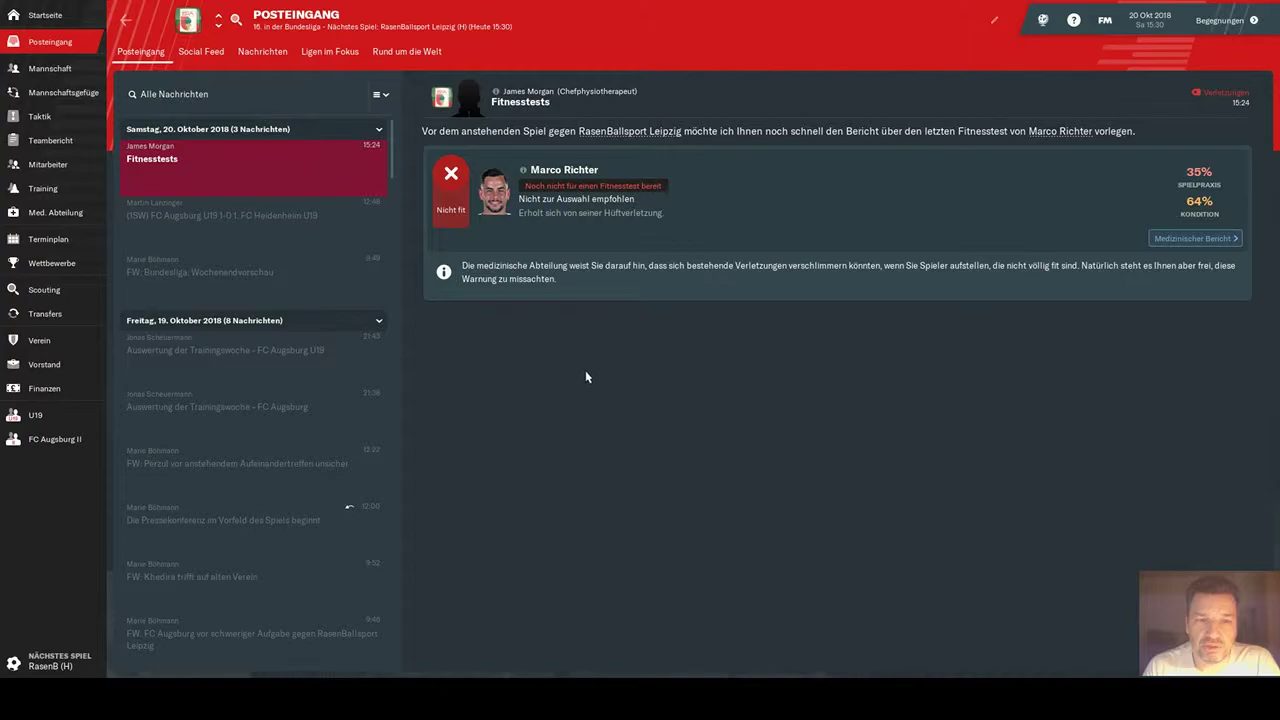 Startseite
Posteingang
Mannschaft
Mannschaftsgefüge
Taktik
Teambericht
Mitarbeiter
Training
Med. Abteilung
Terminplan
Wettbewerbe
Scouting
Transfers
Verein
Vorstand
Finanzen
U19
FC Augsburg II
NÄCHSTES SPIEL
RasenB (H)
POSTEINGANG
16. in der Bundesliga - Nächstes Spiel: RasenBallsport Leipzig (H) (Heute 15:30)
FM
20 Okt 2018
Sa 15:30
Begegnungen
Posteingang Social Feed Nachrichten Ligen im Fokus Rund um die Welt
Alle Nachrichten
Samstag, 20. Oktober 2018 (3 Nachrichten)
James Morgan 15:24
Fitnesstests
Martin Lanzinger 12:48
(1SW) FC Augsburg U19 1-0 1. FC Heidenheim U19
Marie Böhmann 8:49
FW: Bundesliga: Wochenendvorschau
Freitag, 19. Oktober 2018 (8 Nachrichten)
Jonas Scheuermann 21:43
Auswertung der Trainingswoche - FC Augsburg U19
Jonas Scheuermann 21:38
Auswertung der Trainingswoche - FC Augsburg
Marie Böhmann 12:22
FW: Perzul vor anstehendem Aufeinandertreffen unsicher
Marie Böhmann 12:00
Die Pressekonferenz im Vorfeld des Spiels beginnt
Marie Böhmann 9:52
FW: Khedira trifft auf alten Verein
Marie Böhmann 9:46
FW: FC Augsburg vor schwieriger Aufgabe gegen RasenBallsport
Leipzig
James Morgan (Chefphysiotherapeut)
Fitnesstests
Verletzungen
15:24
Vor dem anstehenden Spiel gegen RasenBallsport Leipzig möchte ich Ihnen noch schnell den Bericht über den letzten Fitnesstest von Marco Richter vorlegen.
Nicht fit
Marco Richter
Noch nicht für einen Fitnesstest bereit
Nicht zur Auswahl empfohlen
Erholt sich von seiner Hüftverletzung.
35%
SPIELPRAXIS
64%
KONDITION
Medizinischer Bericht
Die medizinische Abteilung weist Sie darauf hin, dass sich bestehende Verletzungen verschlimmern könnten, wenn Sie Spieler aufstellen, die nicht völlig fit sind. Natürlich steht es Ihnen aber frei, diese
Warnung zu missachten.